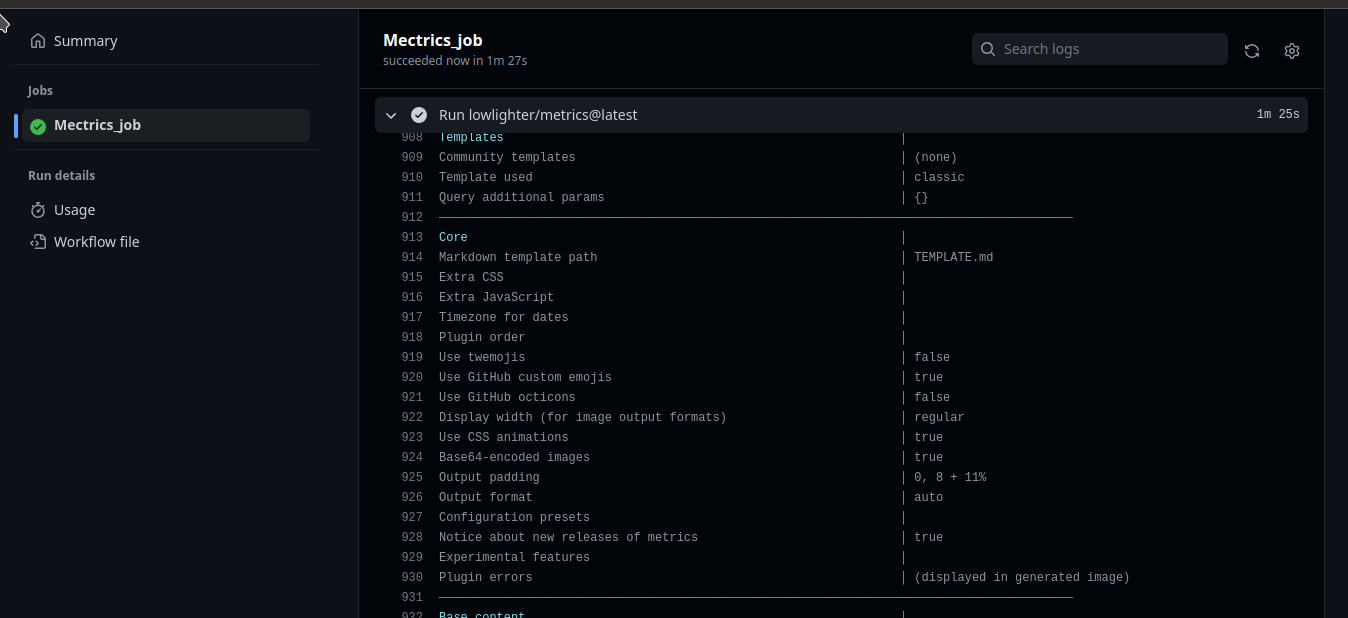 Summary
Jobs
Mectrics_job
Run details
Usage
Workflow file
Mectrics_job
succeeded now in 1m 27s
Search logs
Run lowlighter/metrics@latest 1m 25s
908 Templates |
909 Community templates | (none)
910 Template used | classic
911 Query additional params | {}
912 ────────────────────────────────────────────────────────────────────────────────────────
913 Core |
914 Markdown template path | TEMPLATE.md
915 Extra CSS |
916 Extra JavaScript |
917 Timezone for dates |
918 Plugin order |
919 Use twemojis | false
920 Use GitHub custom emojis | true
921 Use GitHub octicons | false
922 Display width (for image output formats) | regular
923 Use CSS animations | true
924 Base64-encoded images | true
925 Output padding | 0, 8 + 11%
926 Output format | auto
927 Configuration presets |
928 Notice about new releases of metrics | true
929 Experimental features |
930 Plugin errors | (displayed in generated image)
931 ────────────────────────────────────────────────────────────────────────────────────────
932 Base content |